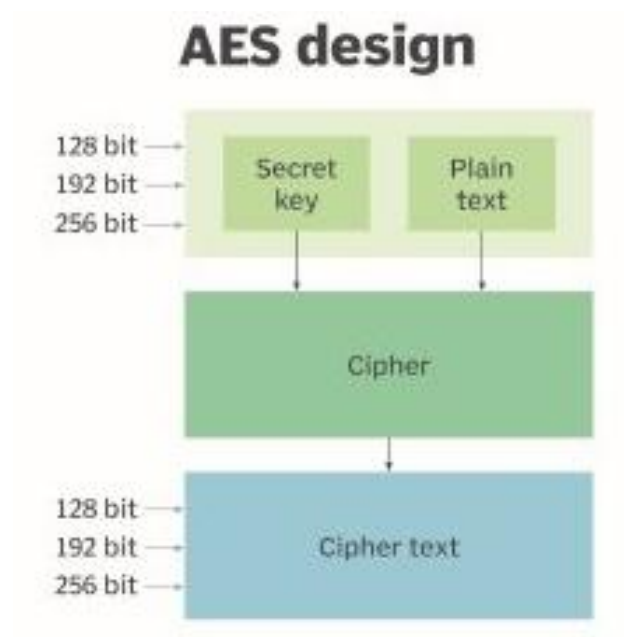 AES design
128 bit
192 bit
256 bit
Secret
key
Plain
text
Cipher
128 bit
192 bit
256 bit
Cipher text